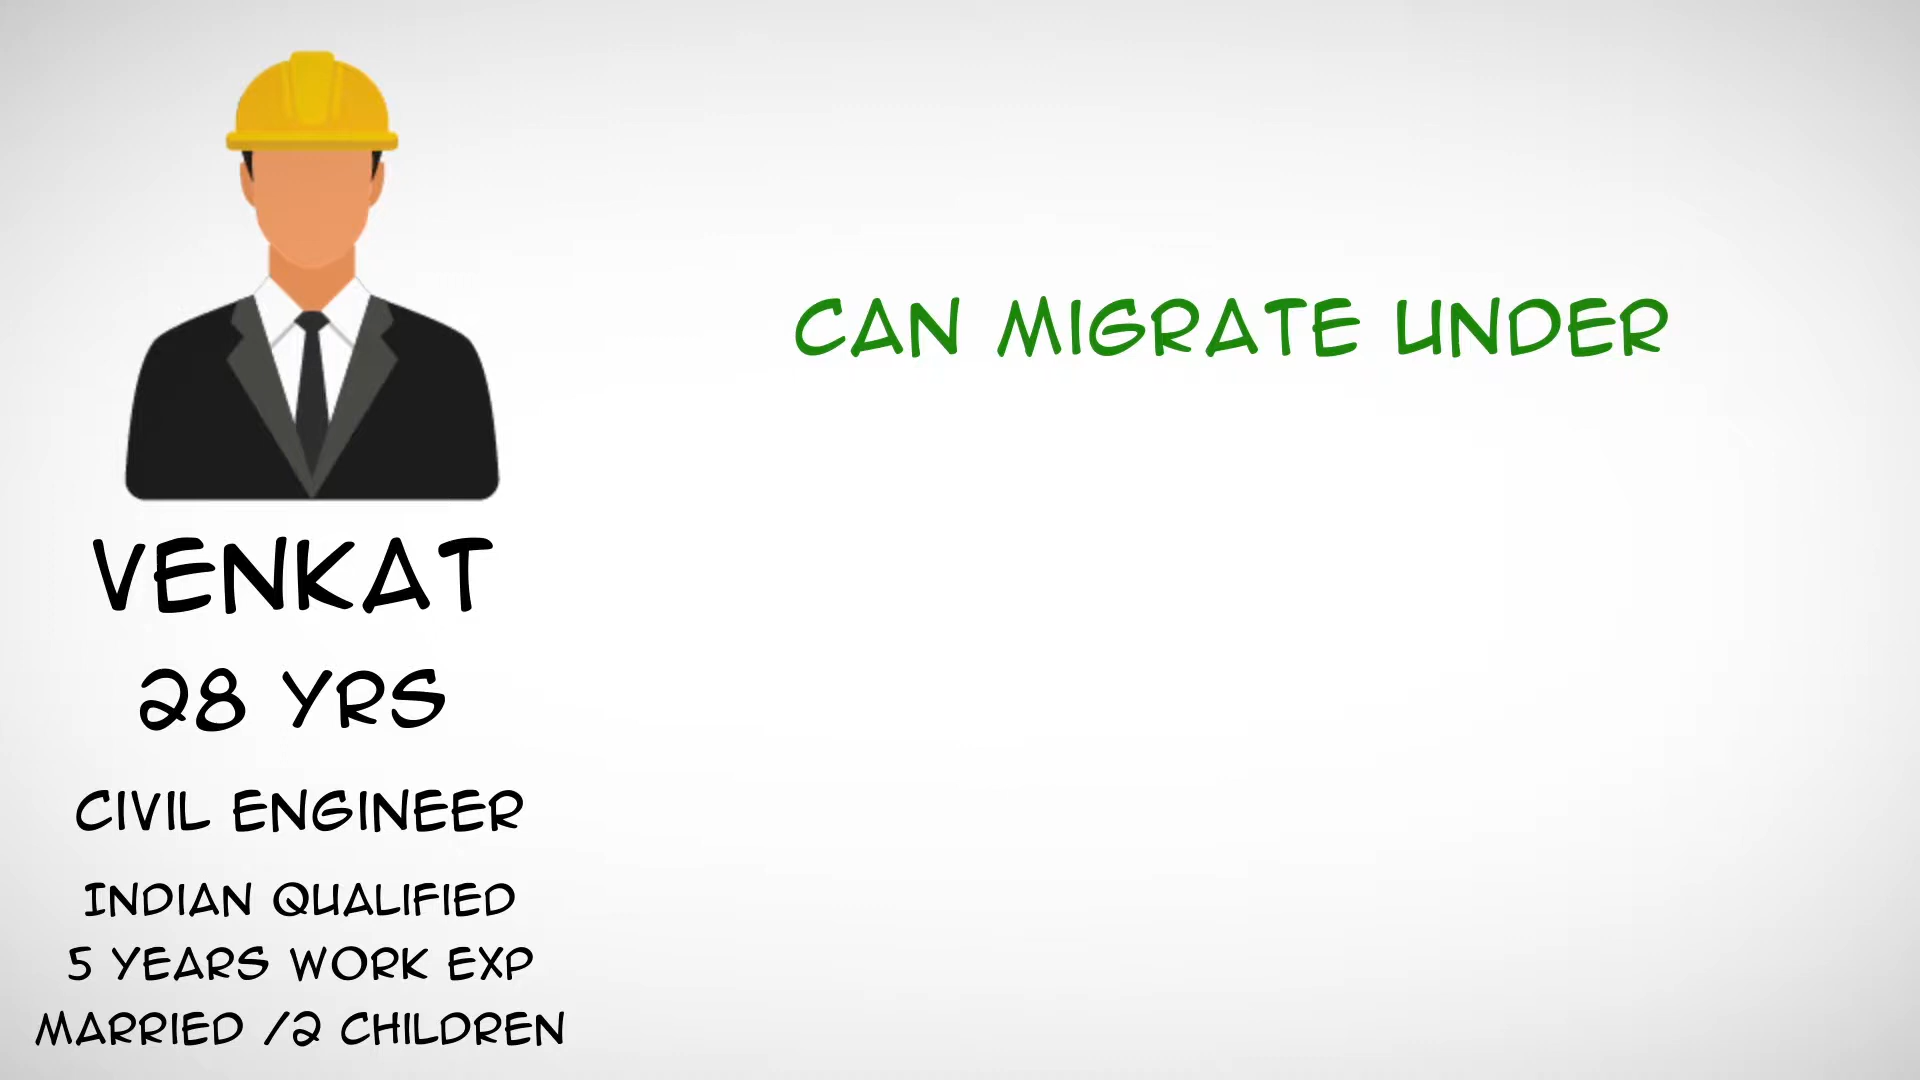 CAN MIGRATE UNDER
VENKAT
28 YRS
CIVIL ENGINEER
INDIAN QUALIFIED
5 YEARS WORK EXP
MARRIED /2 CHILDREN